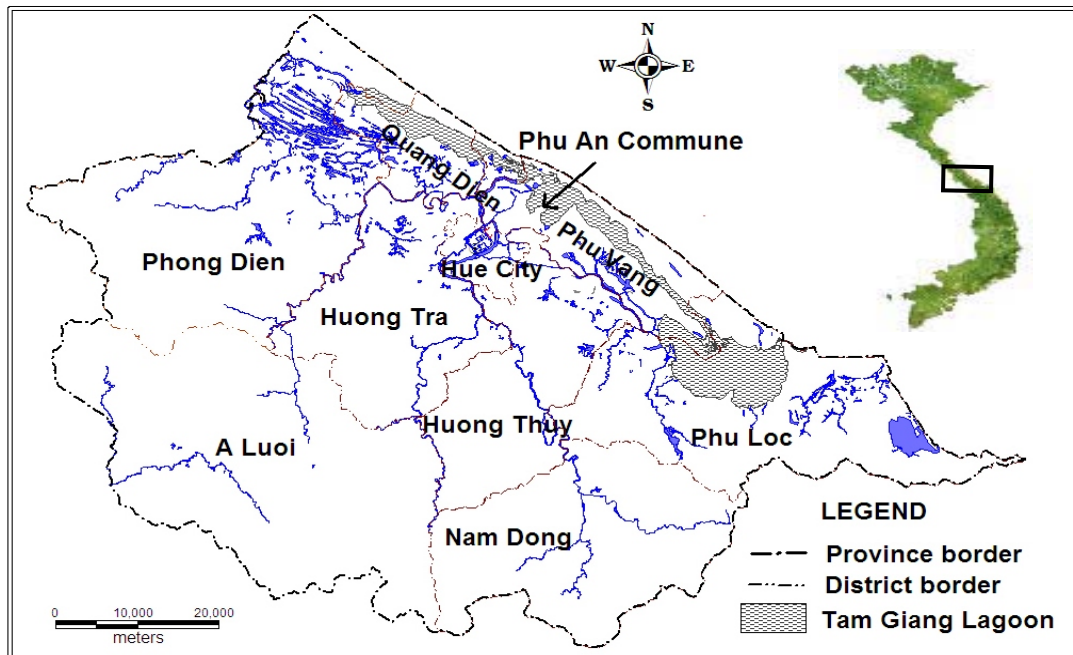 N
W E
S
Phu An Commune
Quang Dien
Phu Vang
Phong Dien
Hue City
Huong Tra
Huong Thuy
A Luoi
Phu Loc
Nam Dong
LEGEND
Province border
District border
Tam Giang Lagoon
0 10,000 20,000
meters